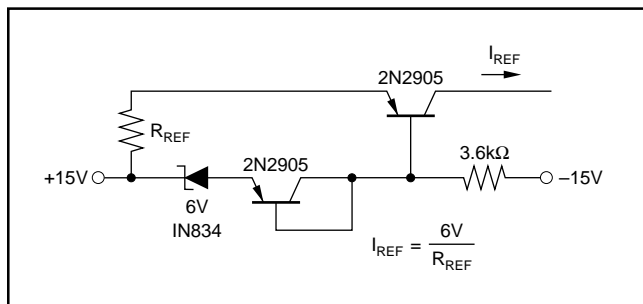 2N2905
I_REF
R_REF
+15V
6V
IN834
2N2905
3.6kΩ
–15V
I_REF = 6V / R_REF